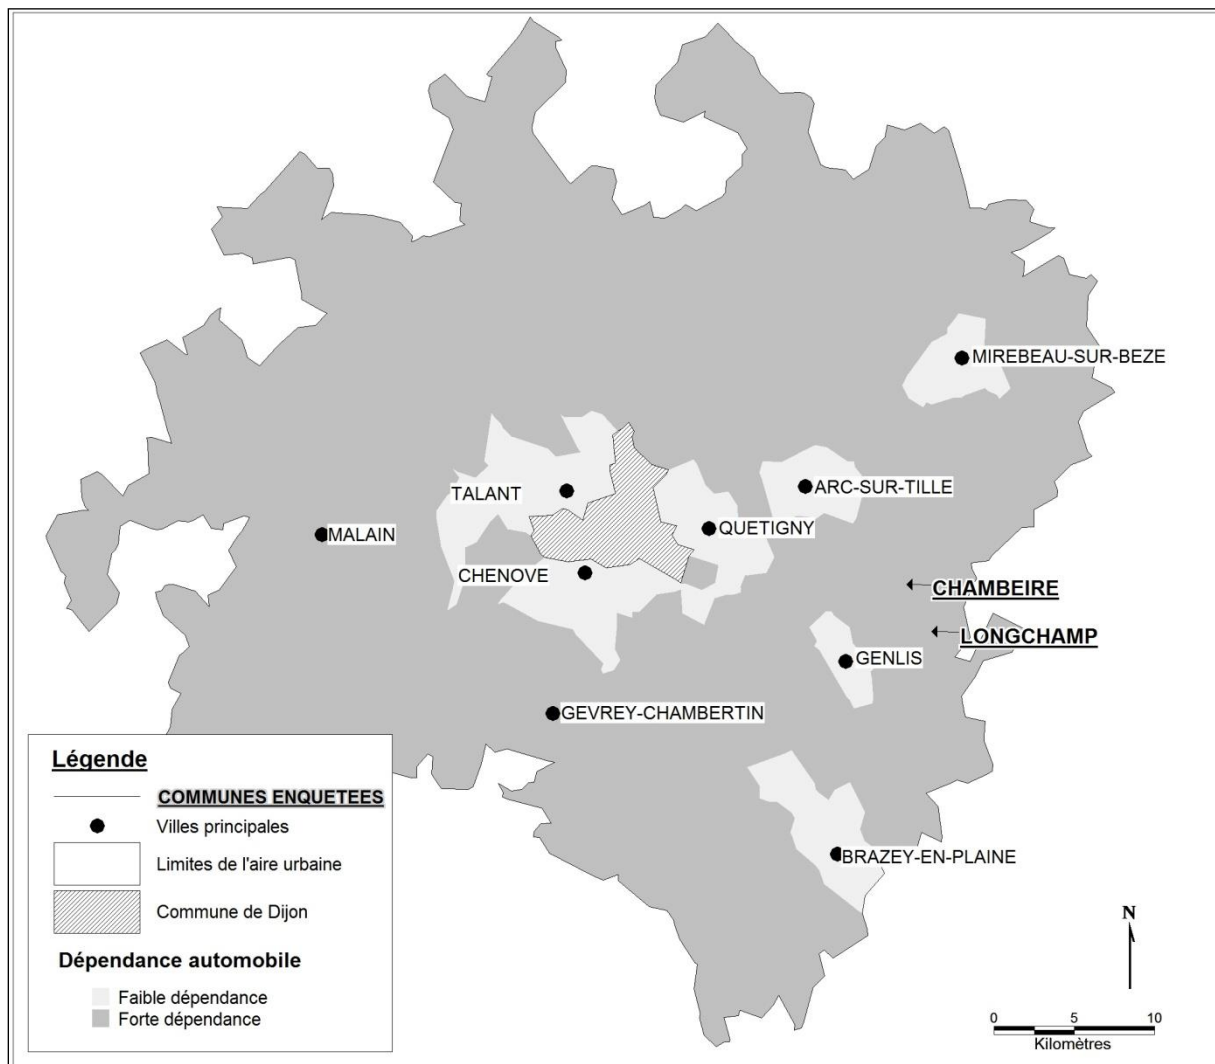 MIREBEAU-SUR-BEZE
TALANT
ARC-SUR-TILLE
MALAIN
QUETIGNY
CHENOVE
CHAMBEIRE
LONGCHAMP
GENLIS
GEVREY-CHAMBERTIN
BRAZEY-EN-PLAINE
Légende
COMMUNES ENQUETEES
Villes principales
Limites de l'aire urbaine
Commune de Dijon
Dépendance automobile
Faible dépendance
Forte dépendance
N
0 5 10
Kilomètres